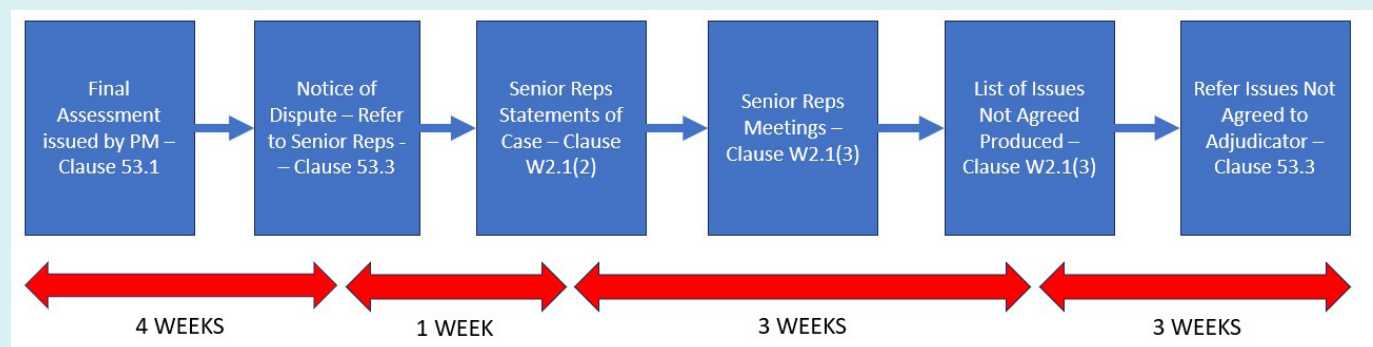 Final
Assessment
issued by PM –
Clause 53.1
Notice of
Dispute – Refer
to Senior Reps -
– Clause 53.3
Senior Reps
Statements of
Case – Clause
W2.1(2)
Senior Reps
Meetings –
Clause W2.1(3)
List of Issues
Not Agreed
Produced –
Clause W2.1(3)
Refer Issues Not
Agreed to
Adjudicator –
Clause 53.3
4 WEEKS
1 WEEK
3 WEEKS
3 WEEKS